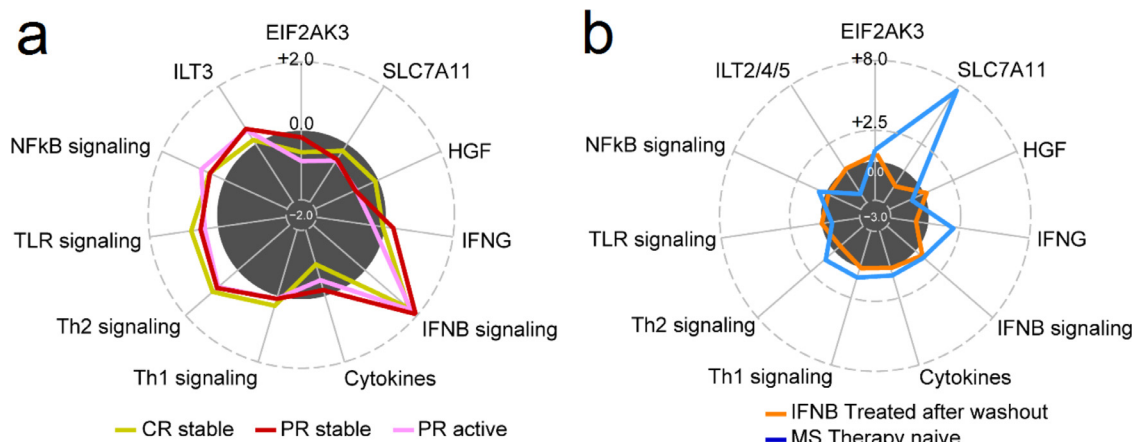 a
EIF2AK3
+2.0
ILT3
SLC7A11
0.0
NFkB signaling
HGF
−2.0
TLR signaling
IFNG
Th2 signaling
IFNB signaling
Th1 signaling
Cytokines
CR stable
PR stable
PR active
b
EIF2AK3
+8.0
ILT2/4/5
SLC7A11
+2.5
NFkB signaling
HGF
0.0
−3.0
TLR signaling
IFNG
Th2 signaling
IFNB signaling
Th1 signaling
Cytokines
IFNB Treated after washout
MS Therapy naive